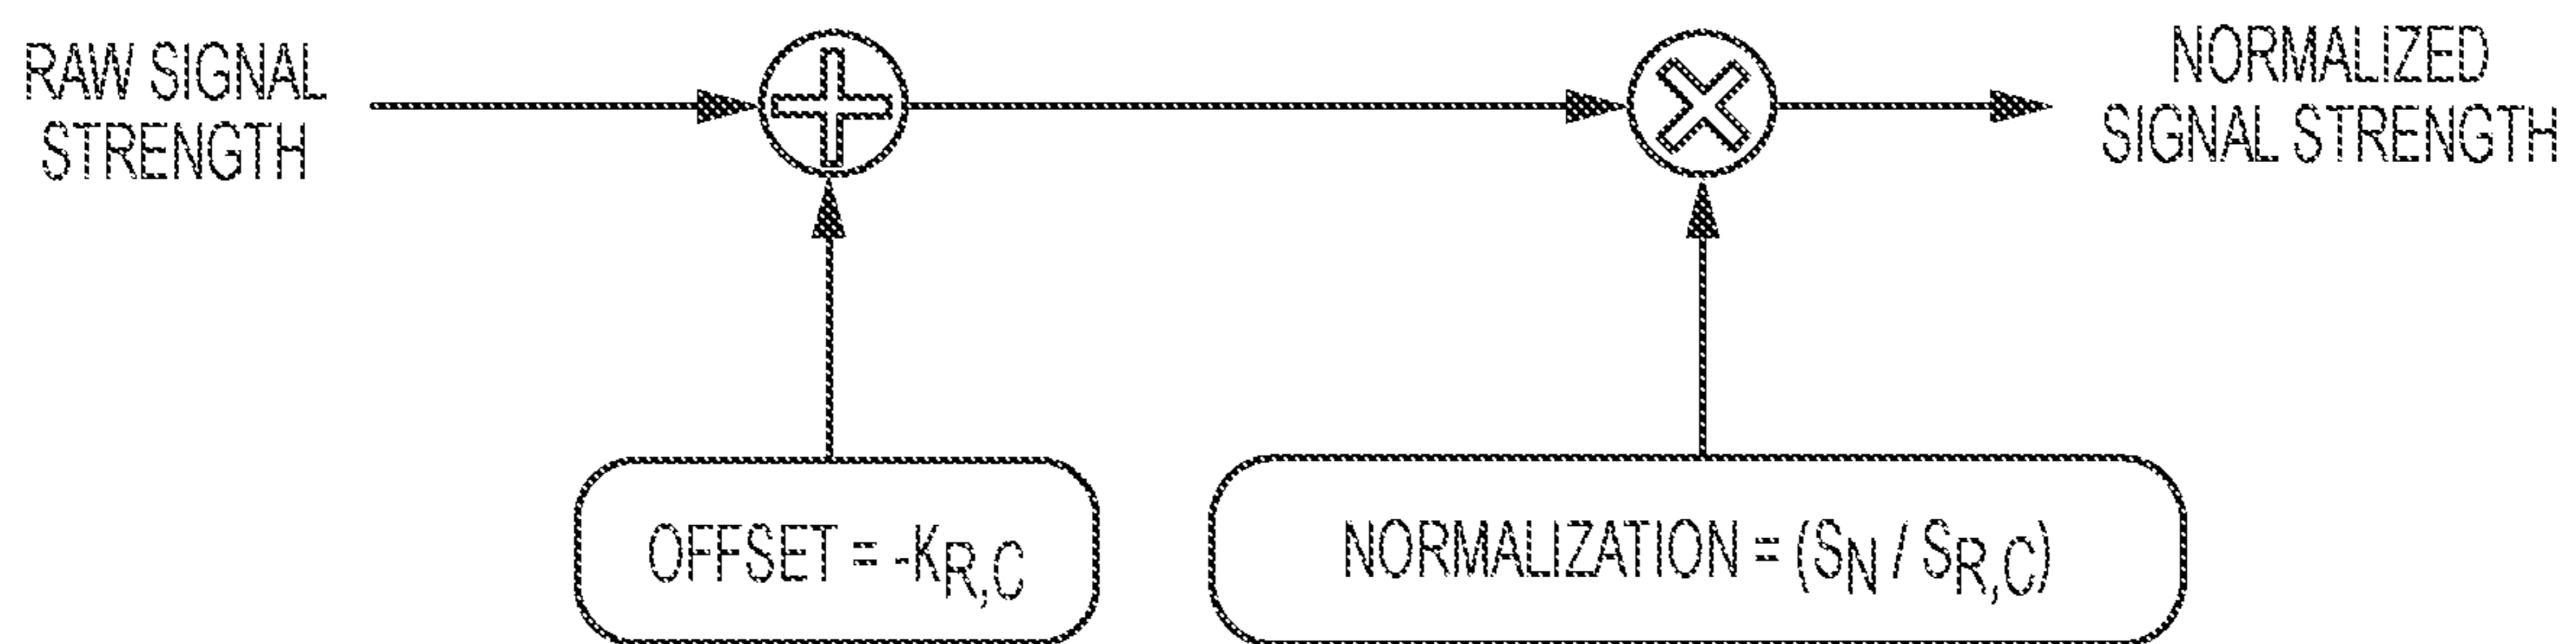 RAW SIGNAL
STRENGTH
NORMALIZED
SIGNAL STRENGTH
OFFSET = -KR,C
NORMALIZATION = (SN / SR,C)